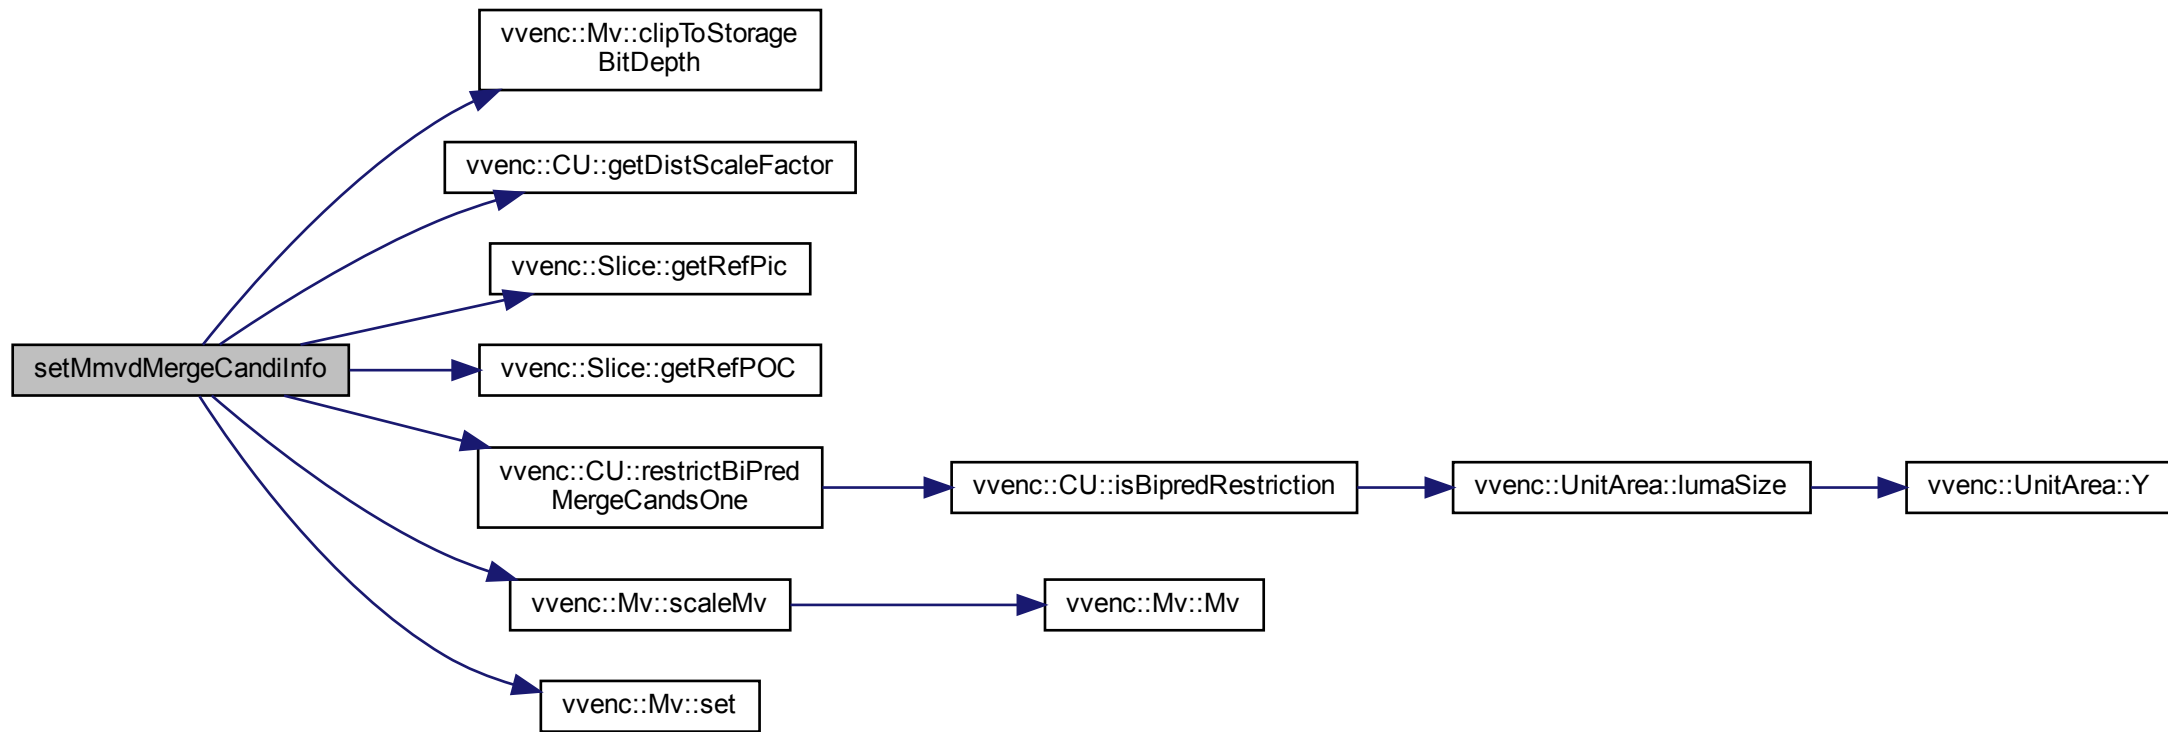 vvenc::Mv::clipToStorage
BitDepth
vvenc::CU::getDistScaleFactor
vvenc::Slice::getRefPic
setMmvdMergeCandiInfo
vvenc::Slice::getRefPOC
vvenc::CU::restrictBiPred
MergeCandsOne
vvenc::CU::isBipredRestriction
vvenc::UnitArea::lumaSize
vvenc::UnitArea::Y
vvenc::Mv::scaleMv
vvenc::Mv::Mv
vvenc::Mv::set